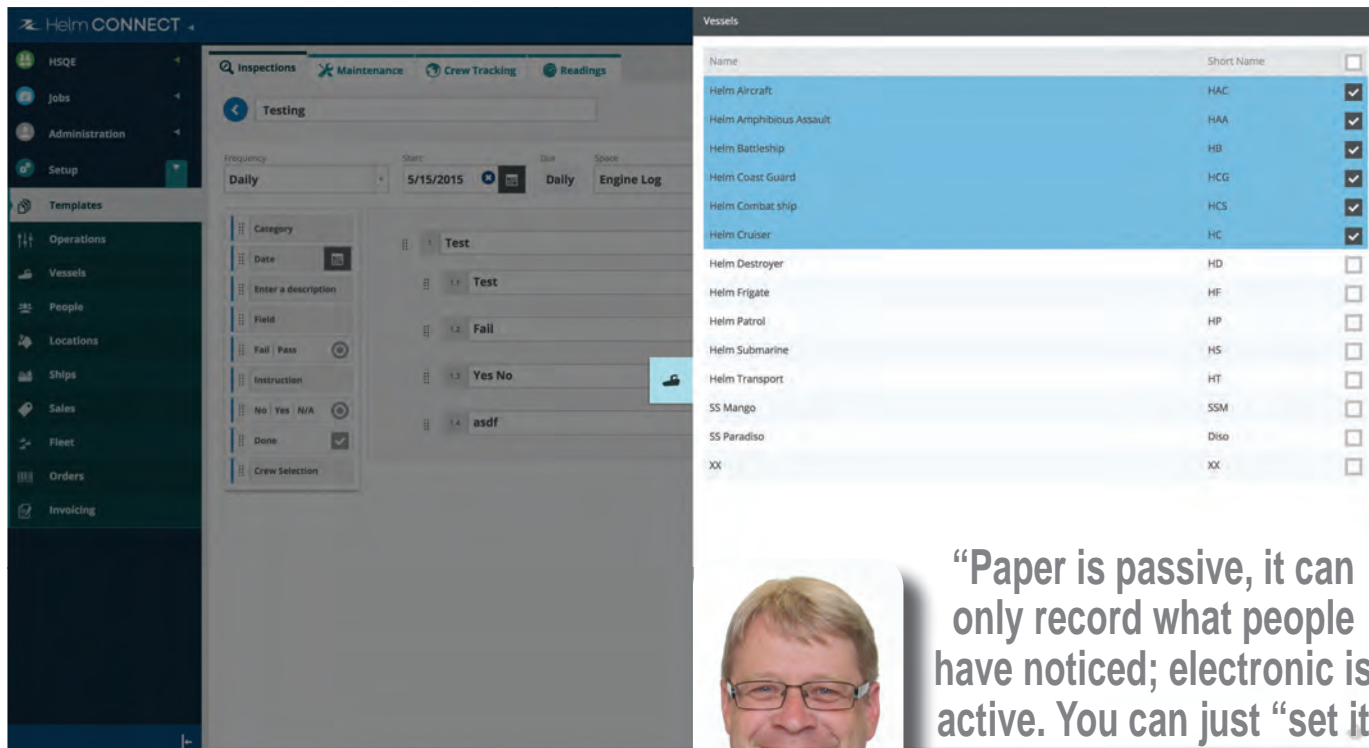 Helm CONNECT
HSQE
Jobs
Administration
Setup
Templates
Operations
Vessels
People
Locations
Ships
Sales
Fleet
Orders
Invoicing
Inspections Maintenance Crew Tracking Readings
Testing
Frequency Start Due Space
Daily 5/15/2015 Daily Engine Log
Category
Date
Enter a description
Field
Fail Pass
Instruction
No Yes N/A
Done
Crew Selection
1 Test
1.1 Test
1.2 Fail
1.3 Yes No
1.4 asdf
Vessels
Name Short Name
Helm Aircraft HAC
Helm Amphibious Assault HAA
Helm Battleship HB
Helm Coast Guard HCG
Helm Combat ship HCS
Helm Cruiser HC
Helm Destroyer HD
Helm Frigate HF
Helm Patrol HP
Helm Submarine HS
Helm Transport HT
SS Mango SSM
SS Paradiso Diso
XX XX
“Paper is passive, it can
only record what people
have noticed; electronic is
active. You can just “set it